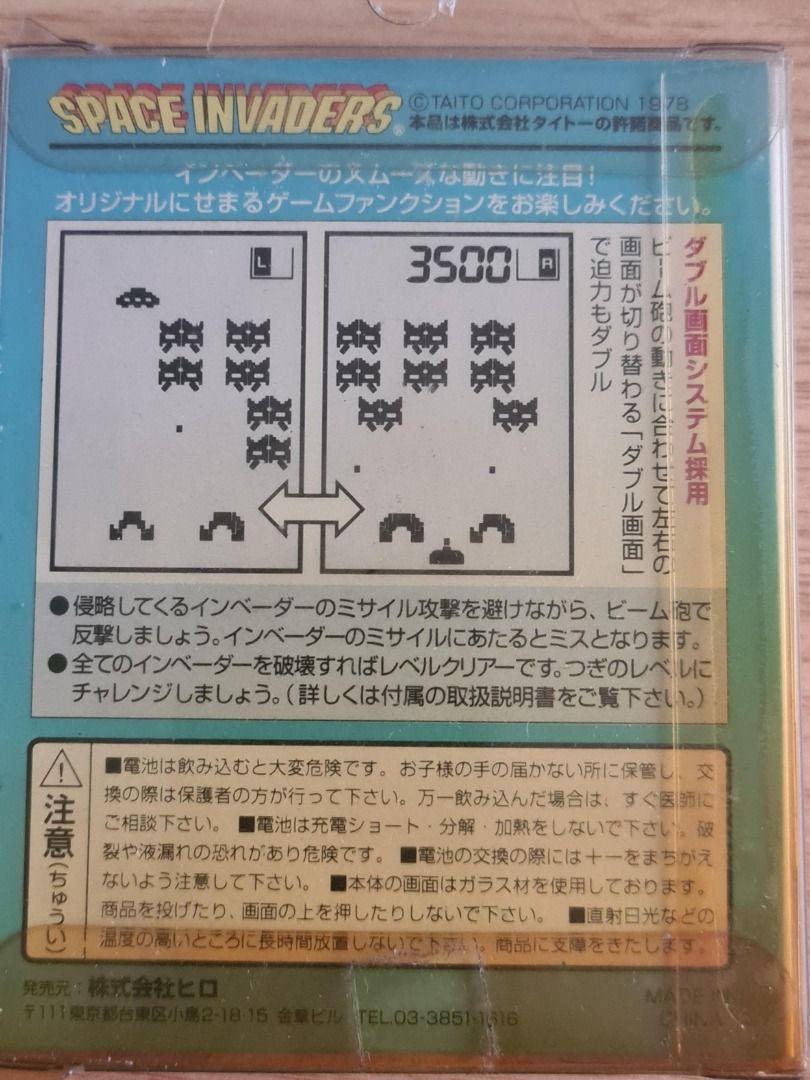 SPACE INVADERS®
©TAITO CORPORATION 1978
本品は株式会社タイトーの許諾商品です。
インベーダーのスムーズな動きに注目!
オリジナルにせまるゲームファンクションをお楽しみください。
L
3500
R
ダブル画面システム採用
ビーム砲の動きに合わせて左右の
画面が切り替わる「ダブル画面」
で迫力もダブル
●侵略してくるインベーダーのミサイル攻撃を避けながら、ビーム砲で
反撃しましょう。インベーダーのミサイルにあたるとミスとなります。
●全てのインベーダーを破壊すればレベルクリアーです。つぎのレベルに
チャレンジしましょう。(詳しくは付属の取扱説明書をご覧下さい。)
注意(ちゅうい)
■電池は飲み込むと大変危険です。お子様の手の届かない所に保管し、交
換の際は保護者の方が行って下さい。万一飲み込んだ場合は、すぐ医師に
ご相談下さい。■電池は充電ショート・分解・加熱をしないで下さい。破
裂や液漏れの恐れがあり危険です。■電池の交換の際には+-をまちがえ
ないよう注意して下さい。■本体の画面はガラス材を使用しております。
商品を投げたり、画面の上を押したりしないで下さい。■直射日光などの
温度の高いところに長時間放置しないで下さい。商品に支障をきたします。
発売元:株式会社ヒロ
〒111東京都台東区小島2-18-15 金章ビル TEL.03-3851-1616
MADE IN
CHINA